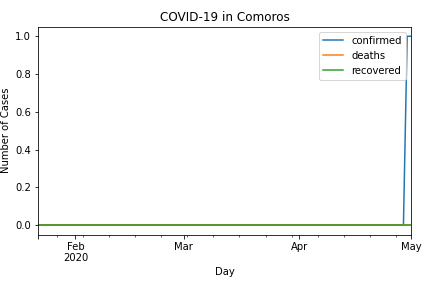 COVID-19 in Comoros
confirmed
deaths
recovered
Number of Cases
1.0
0.8
0.6
0.4
0.2
0.0
Feb
2020
Mar
Apr
May
Day